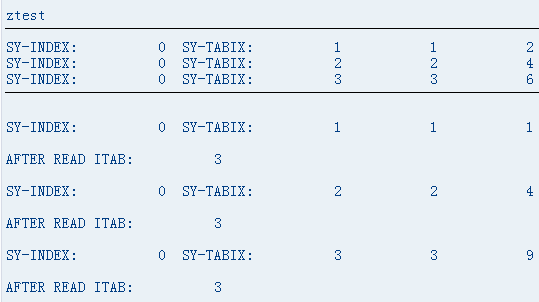 ztest
SY-INDEX: 0 SY-TABIX: 1 1 2
SY-INDEX: 0 SY-TABIX: 2 2 4
SY-INDEX: 0 SY-TABIX: 3 3 6
SY-INDEX: 0 SY-TABIX: 1 1 1
AFTER READ ITAB: 3
SY-INDEX: 0 SY-TABIX: 2 2 4
AFTER READ ITAB: 3
SY-INDEX: 0 SY-TABIX: 3 3 9
AFTER READ ITAB: 3